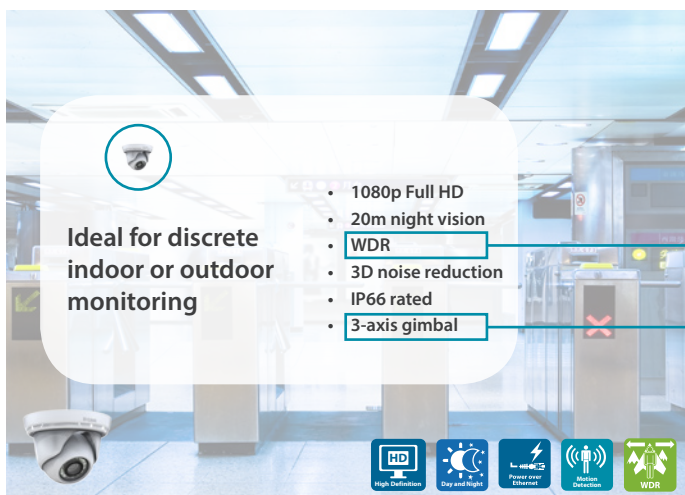 Ideal for discrete
indoor or outdoor
monitoring
• 1080p Full HD
• 20m night vision
• WDR
• 3D noise reduction
• IP66 rated
• 3-axis gimbal
HD
High Definition
Day and Night
Power over
Ethernet
Motion
Detection
WDR